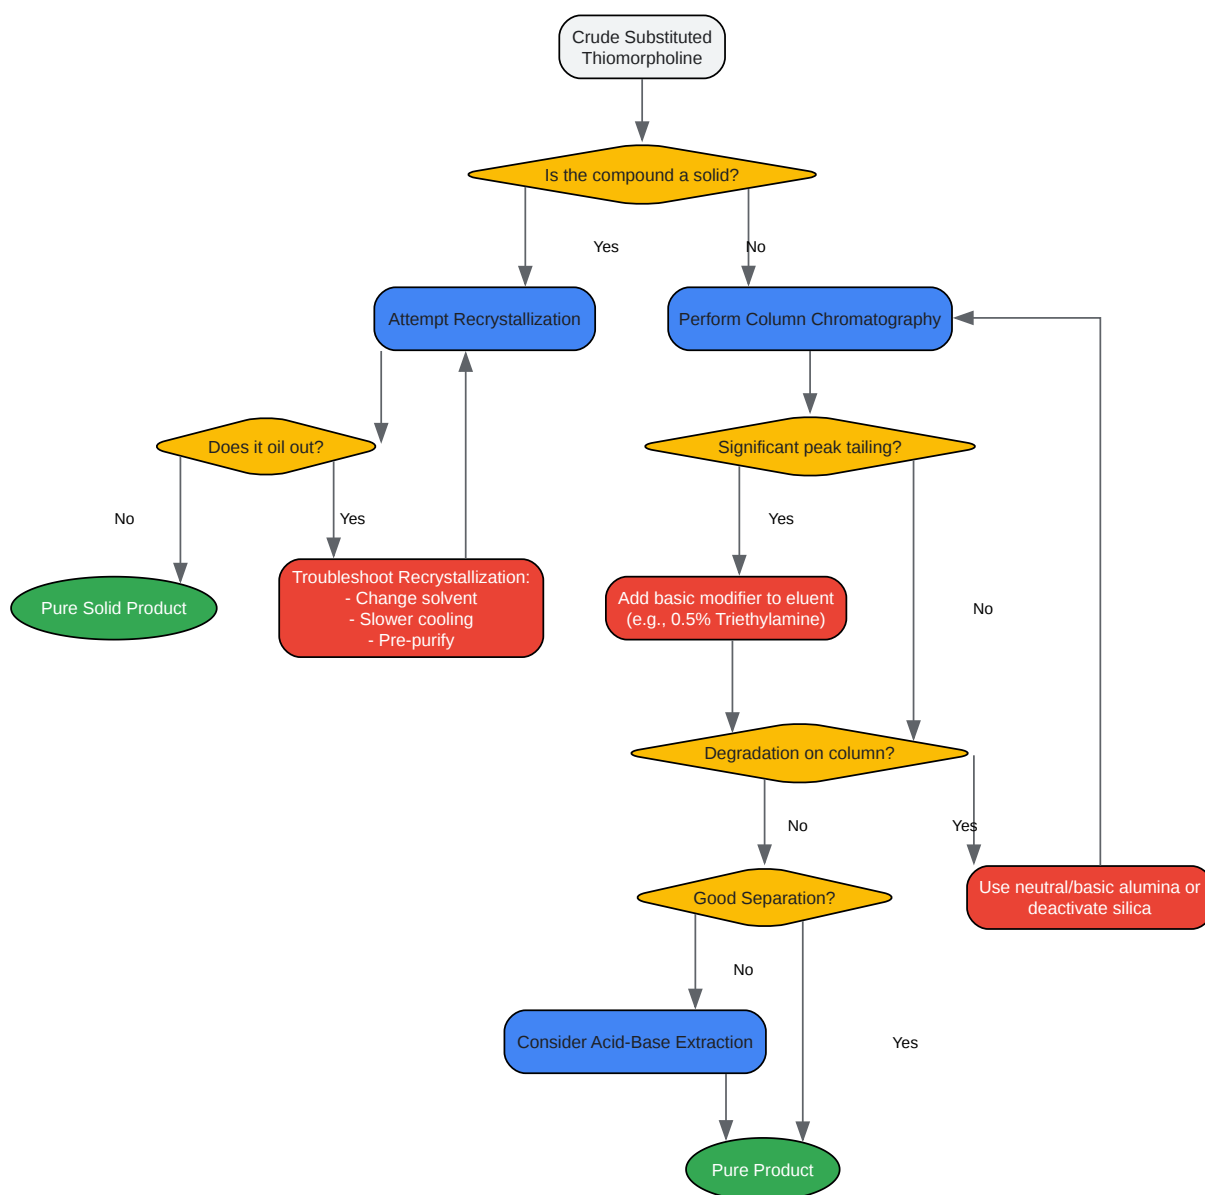 Crude Substituted
Thiomorpholine
Is the compound a solid?
Yes
No
Attempt Recrystallization
Perform Column Chromatography
Does it oil out?
Significant peak tailing?
No
Yes
Yes
Troubleshoot Recrystallization:
- Change solvent
- Slower cooling
- Pre-purify
Pure Solid Product
Add basic modifier to eluent
(e.g., 0.5% Triethylamine)
No
Degradation on column?
No
Yes
Use neutral/basic alumina or
deactivate silica
Good Separation?
No
Consider Acid-Base Extraction
Yes
Pure Product